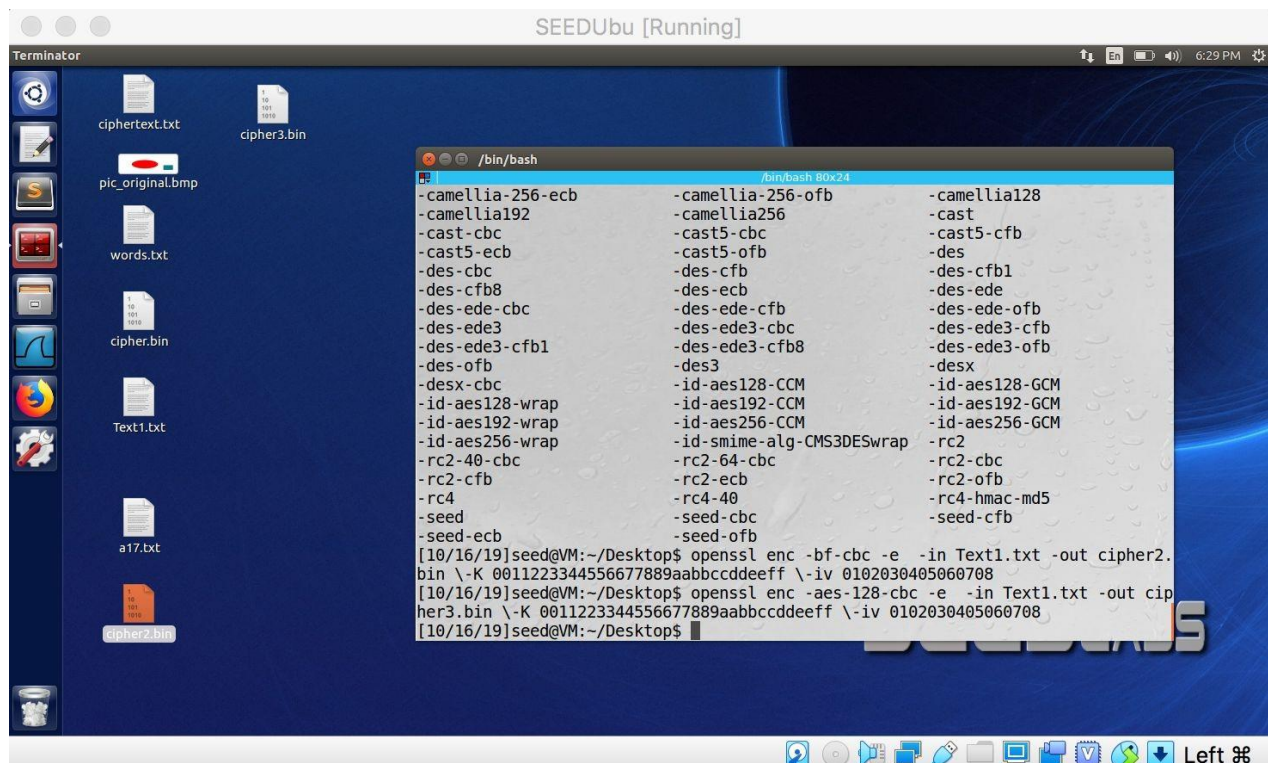 SEEDUbu [Running]
Terminator
En
6:29 PM
ciphertext.txt
cipher3.bin
pic_original.bmp
words.txt
cipher.bin
Text1.txt
a17.txt
cipher2.bin
/bin/bash
/bin/bash 80x24
-camellia-256-ecb -camellia-256-ofb -camellia128
-camellia192 -camellia256 -cast
-cast-cbc -cast5-cbc -cast5-cfb
-cast5-ecb -cast5-ofb -des
-des-cbc -des-cfb -des-cfb1
-des-cfb8 -des-ecb -des-ede
-des-ede-cbc -des-ede-cfb -des-ede-ofb
-des-ede3 -des-ede3-cbc -des-ede3-cfb
-des-ede3-cfb1 -des-ede3-cfb8 -des-ede3-ofb
-des-ofb -des3 -desx
-desx-cbc -id-aes128-CCM -id-aes128-GCM
-id-aes128-wrap -id-aes192-CCM -id-aes192-GCM
-id-aes192-wrap -id-aes256-CCM -id-aes256-GCM
-id-aes256-wrap -id-smime-alg-CMS3DESwrap -rc2
-rc2-40-cbc -rc2-64-cbc -rc2-cbc
-rc2-cfb -rc2-ecb -rc2-ofb
-rc4 -rc4-40 -rc4-hmac-md5
-seed -seed-cbc -seed-cfb
-seed-ecb -seed-ofb
[10/16/19]seed@VM:~/Desktop$ openssl enc -bf-cbc -e  -in Text1.txt -out cipher2.
bin \-K 0011223344556677889aabbccddeeff \-iv 0102030405060708
[10/16/19]seed@VM:~/Desktop$ openssl enc -aes-128-cbc -e  -in Text1.txt -out cip
her3.bin \-K 0011223344556677889aabbccddeeff \-iv 0102030405060708
[10/16/19]seed@VM:~/Desktop$
Left ⌘